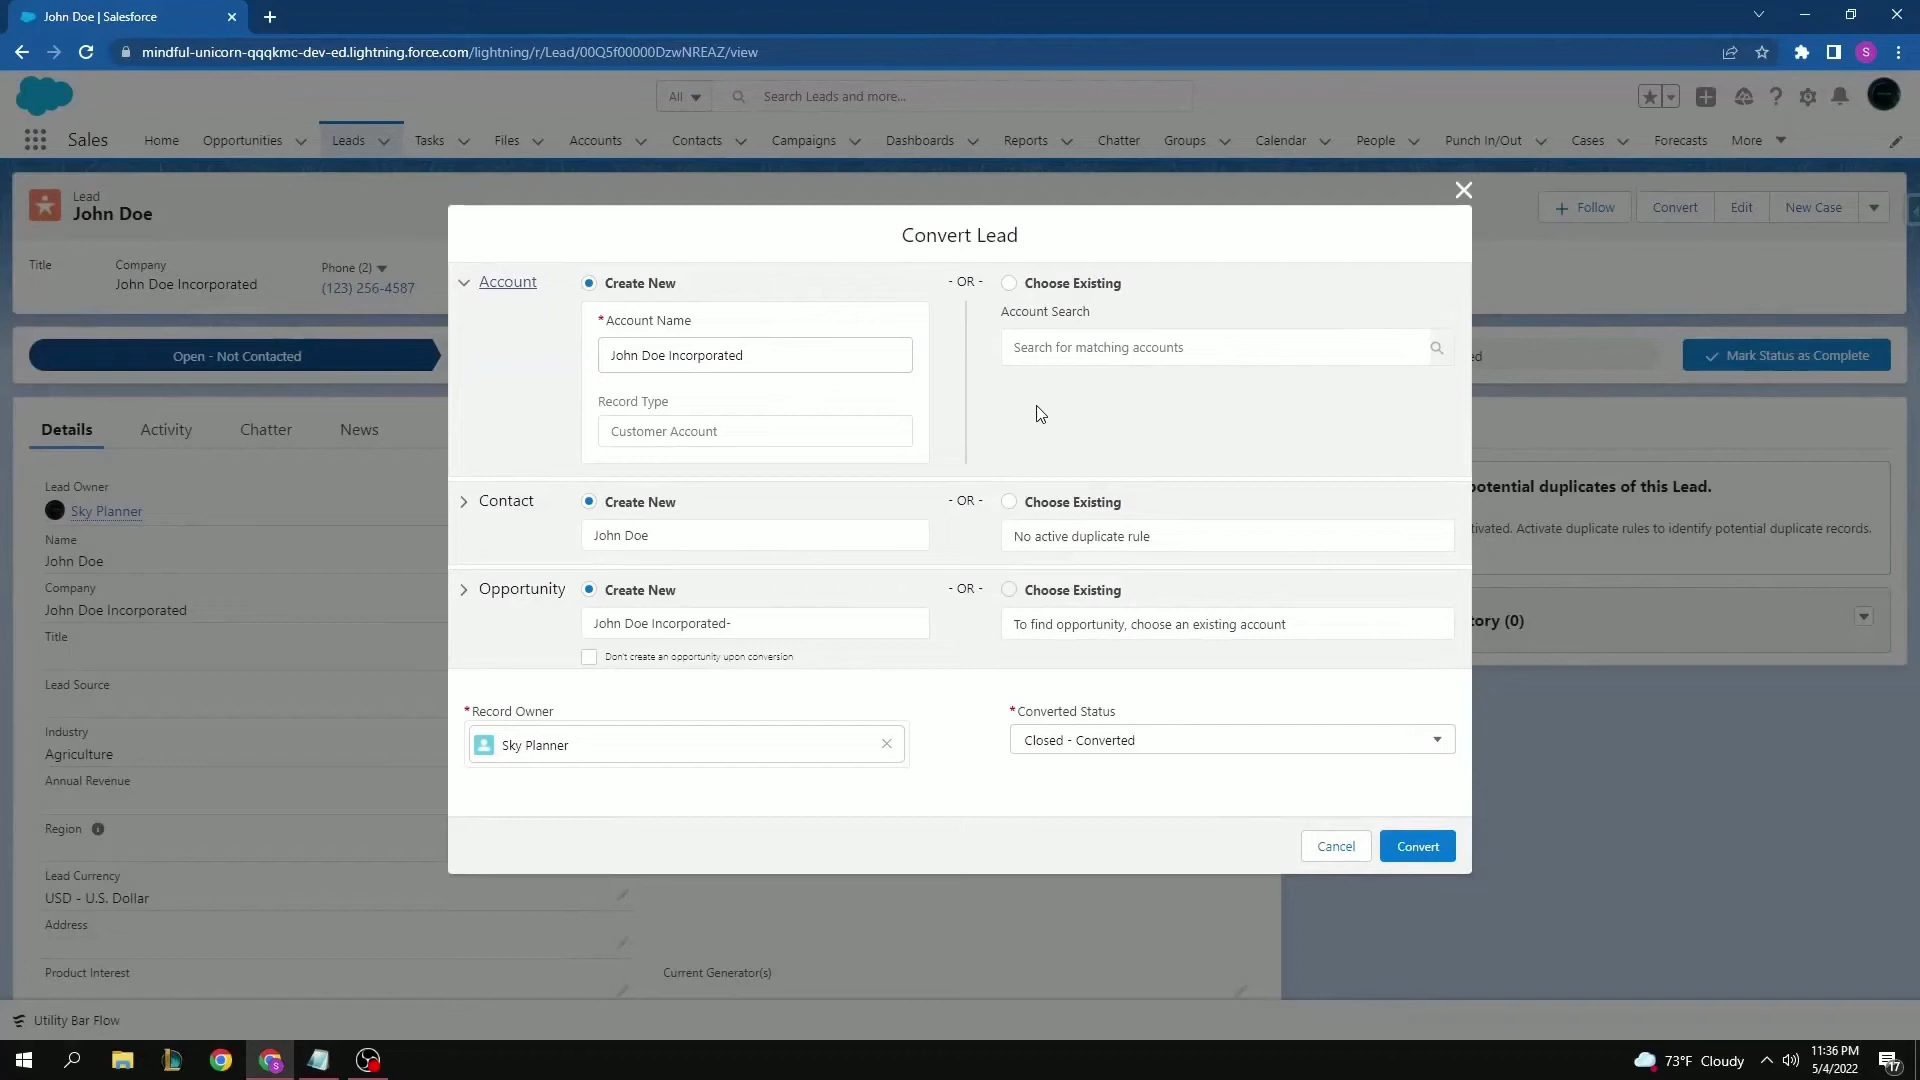 John Doe | Salesforce
mindful-unicorn-qqqkmc-dev-ed.lightning.force.com/lightning/r/Lead/00Q5f00000DzwNREAZ/view
S
All
Search Leads and more...
Sales
Home
Opportunities
Leads
Tasks
Files
Accounts
Contacts
Campaigns
Dashboards
Reports
Chatter
Groups
Calendar
People
Punch In/Out
Cases
Forecasts
More
Lead
John Doe
Follow
Convert
Edit
New Case
Title
Company
John Doe Incorporated
Phone (2)
(123) 256-4587
Open - Not Contacted
Mark Status as Complete
Details
Activity
Chatter
News
Lead Owner
Sky Planner
Name
John Doe
Company
John Doe Incorporated
Title
Lead Source
Industry
Agriculture
Annual Revenue
Region
Lead Currency
USD - U.S. Dollar
Address
Product Interest
Current Generator(s)
Convert Lead
Account
Create New
- OR -
Choose Existing
*Account Name
John Doe Incorporated
Record Type
Customer Account
Account Search
Search for matching accounts
Contact
Create New
- OR -
Choose Existing
John Doe
No active duplicate rule
Opportunity
Create New
- OR -
Choose Existing
John Doe Incorporated-
To find opportunity, choose an existing account
Don't create an opportunity upon conversion
*Record Owner
Sky Planner
*Converted Status
Closed - Converted
Cancel
Convert
potential duplicates of this Lead.
tivated. Activate duplicate rules to identify potential duplicate records.
tory (0)
Utility Bar Flow
73°F Cloudy
11:36 PM
5/4/2022
17